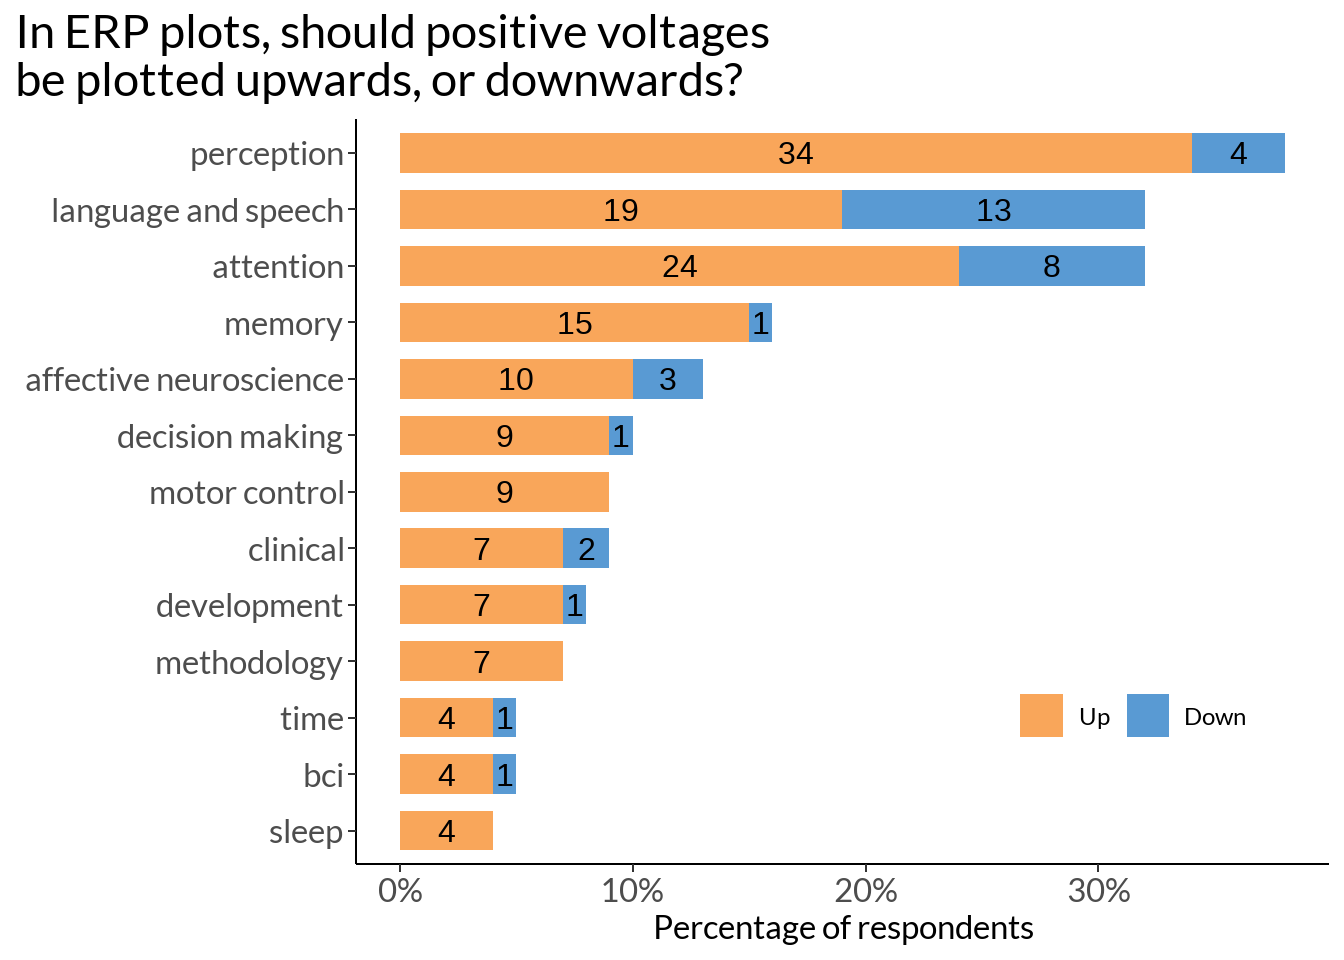 In ERP plots, should positive voltages
be plotted upwards, or downwards?
perception 34 4
language and speech 19 13
attention 24 8
memory 15 1
affective neuroscience 10 3
decision making 9 1
motor control 9
clinical 7 2
development 7 1
methodology 7
time 4 1
Up Down
bci 4 1
sleep 4
0% 10% 20% 30%
Percentage of respondents